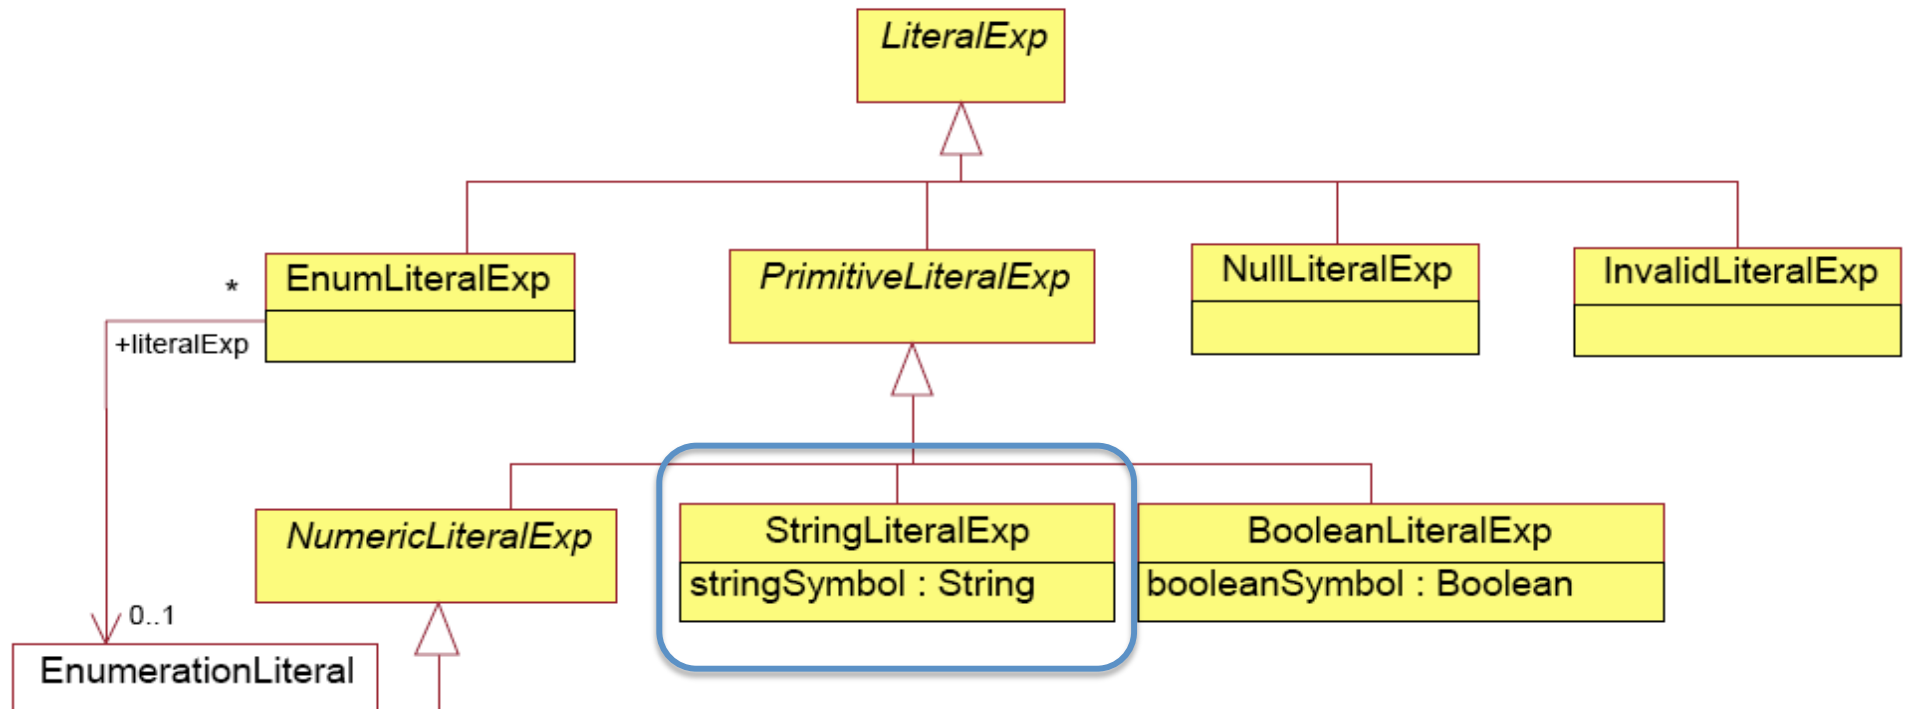 LiteralExp
EnumLiteralExp
PrimitiveLiteralExp
NullLiteralExp
InvalidLiteralExp
*
+literalExp
NumericLiteralExp
StringLiteralExp
stringSymbol : String
BooleanLiteralExp
booleanSymbol : Boolean
0..1
EnumerationLiteral